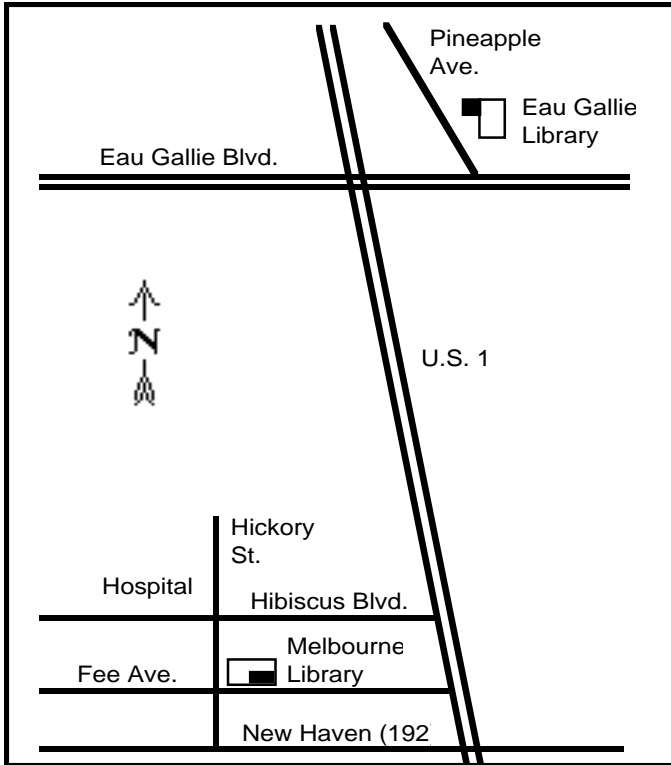 Pineapple
Ave.
Eau Gallie
Library
Eau Gallie Blvd.
N
U.S. 1
Hickory
St.
Hospital
Hibiscus Blvd.
Melbourne
Library
Fee Ave.
New Haven (192